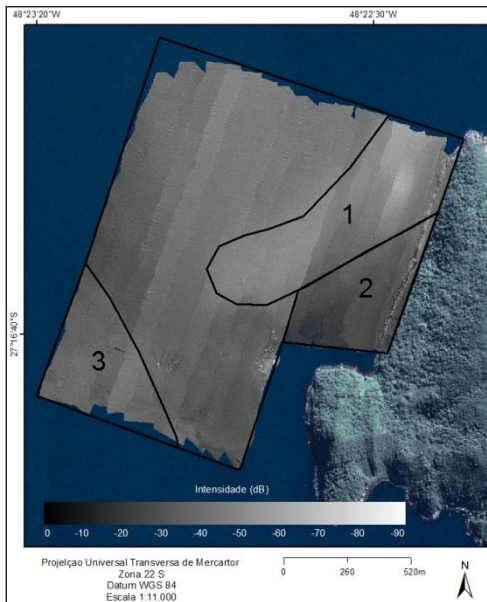 48°23'20"W
48°22'30"W
1
2
27°16'40"S
3
Intensidade (dB)
0 -10 -20 -30 -40 -50 -60 -70 -80 -90
Projelçao Universal Transversa de Mercartor
Zona 22 S
Datum WGS 84
Escala 1:11.000
0 260 520m
N